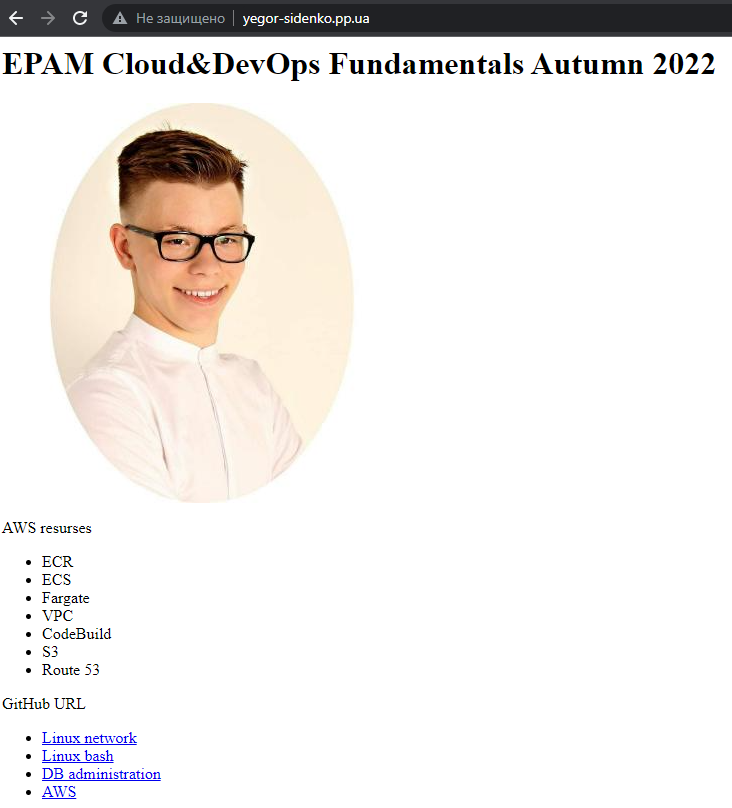 Не защищено yegor-sidenko.pp.ua
EPAM Cloud&DevOps Fundamentals Autumn 2022
AWS resurses
ECR
ECS
Fargate
VPC
CodeBuild
S3
Route 53
GitHub URL
Linux network
Linux bash
DB administration
AWS